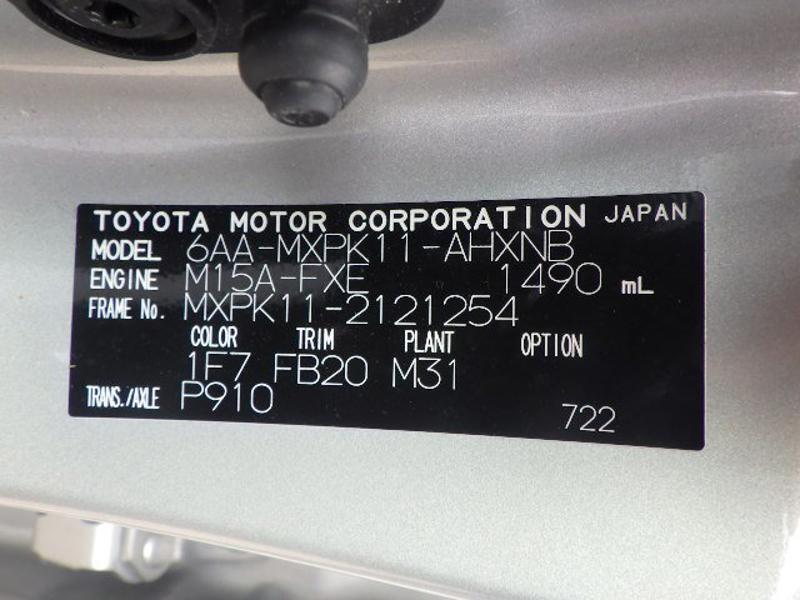 TOYOTA MOTOR CORPORATION JAPAN
MODEL 6AA-MXPK11-AHXNB
ENGINE M15A-FXE 1490 mL
FRAME No. MXPK11-2121254
COLOR TRIM PLANT OPTION
1F7 FB20 M31
TRANS./AXLE P910
722